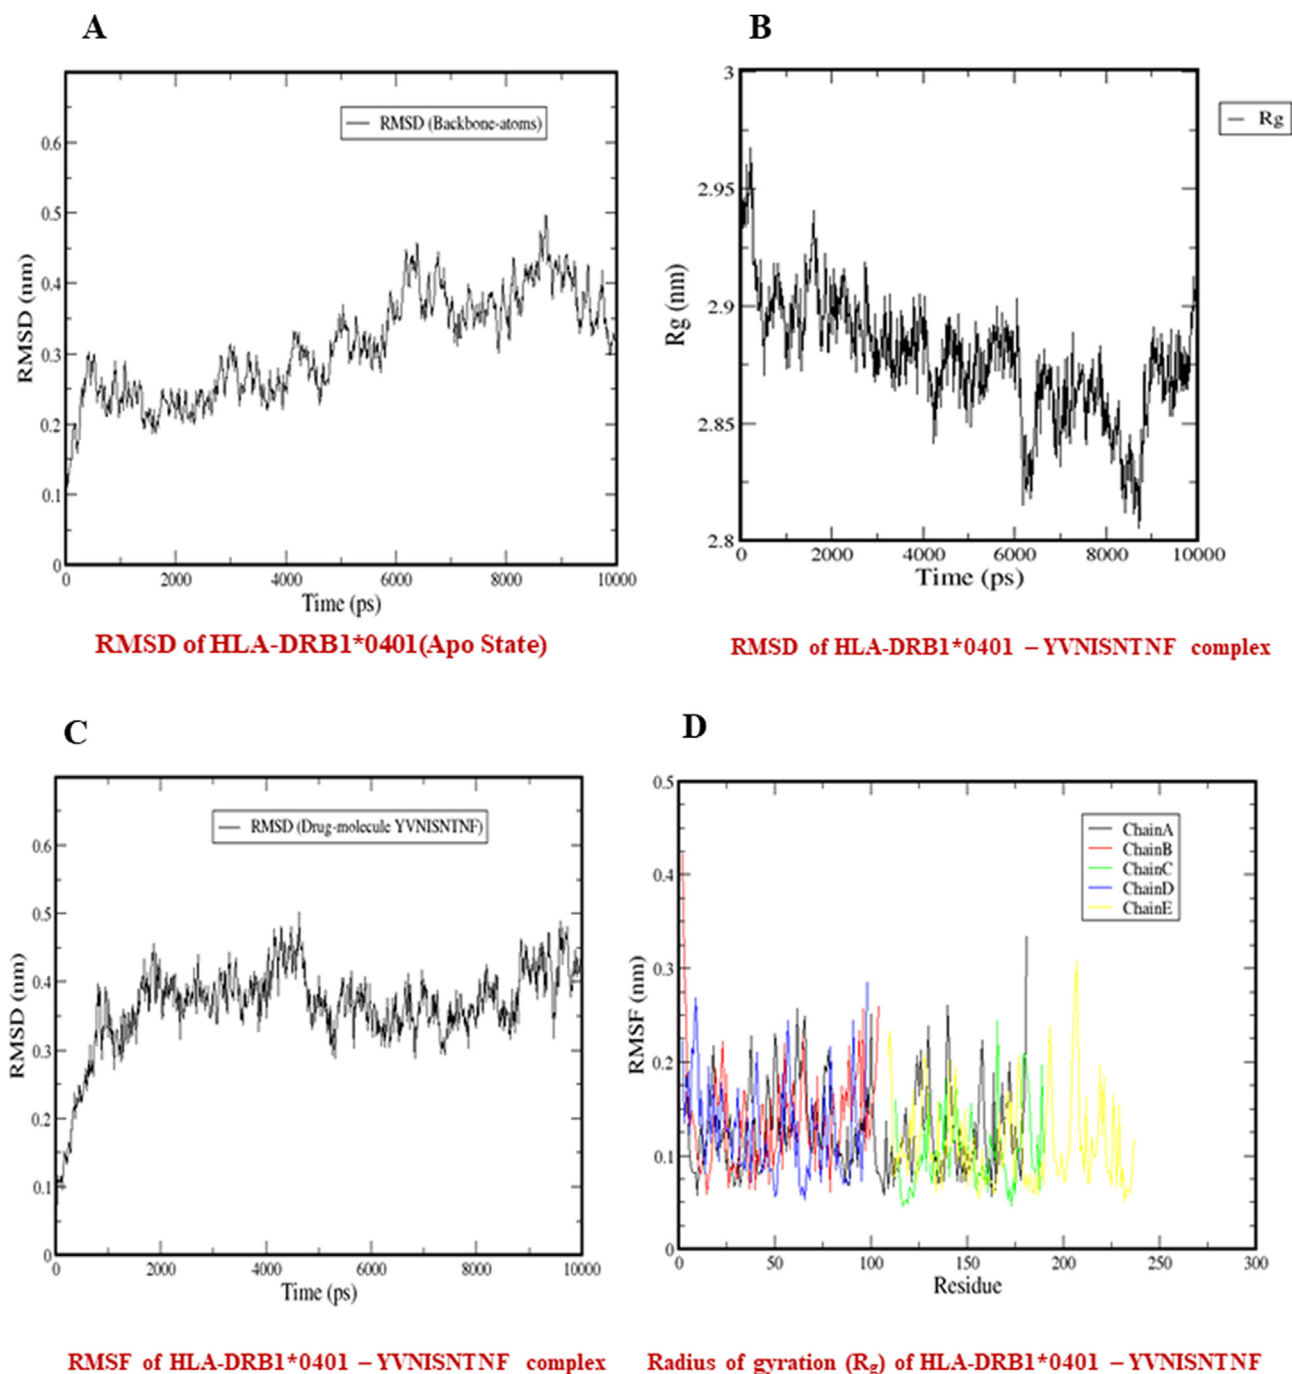 A
B
0.6
0.5
0.4
0.3
0.2
0.1
0
RMSD (nm)
RMSD (Backbone-atoms)
0 2000 4000 6000 8000 10000
Time (ps)
RMSD of HLA-DRB1*0401(Apo State)
3
2.95
2.9
2.85
2.8
Rg (nm)
Rg
0 2000 4000 6000 8000 10000
Time (ps)
RMSD of HLA-DRB1*0401 – YVNISNTNF complex
C
D
0.6
0.5
0.4
0.3
0.2
0.1
0
RMSD (nm)
RMSD (Drug-molecule YVNISNTNF)
0 2000 4000 6000 8000 10000
Time (ps)
RMSF of HLA-DRB1*0401 – YVNISNTNF complex
0.5
0.4
0.3
0.2
0.1
0
RMSF (nm)
ChainA
ChainB
ChainC
ChainD
ChainE
0 50 100 150 200 250 300
Residue
Radius of gyration (Rg) of HLA-DRB1*0401 – YVNISNTNF